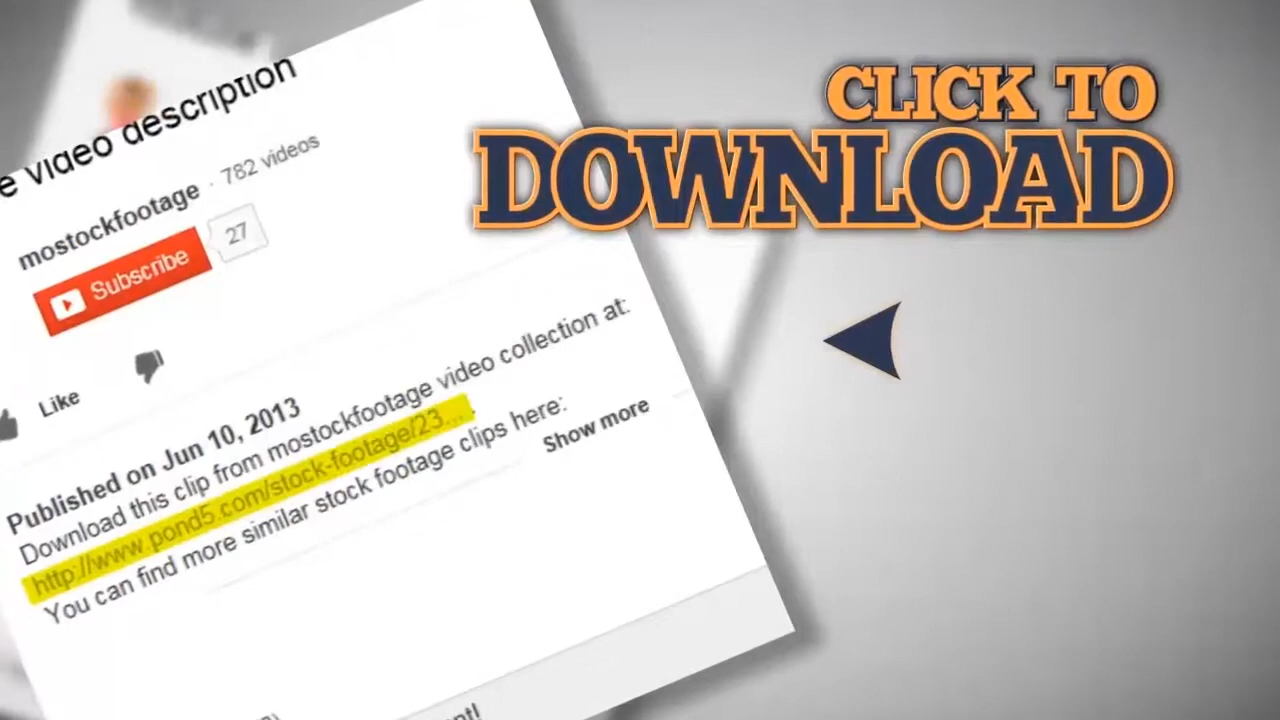 CLICK TO
DOWNLOAD
e video description
mostockfootage · 782 videos
Subscribe
27
Like
Published on Jun 10, 2013
Download this clip from mostockfootage video collection at:
http://www.pond5.com/stock-footage/23... .
You can find more similar stock footage clips here:
Show more